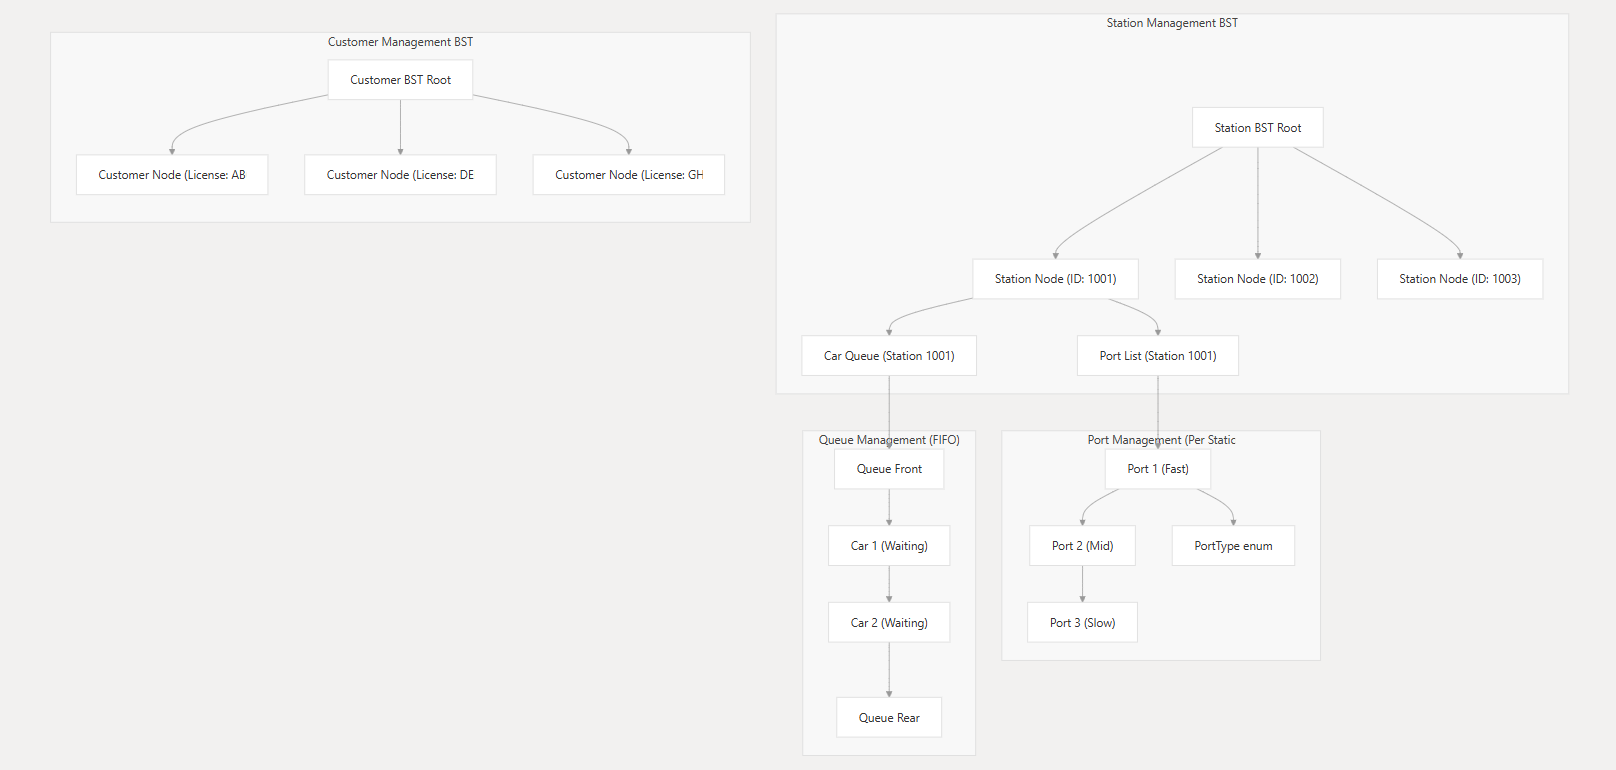 Customer Management BST
Customer BST Root
Customer Node (License: AB
Customer Node (License: DE
Customer Node (License: GH
Station Management BST
Station BST Root
Station Node (ID: 1001)
Station Node (ID: 1002)
Station Node (ID: 1003)
Car Queue (Station 1001)
Port List (Station 1001)
Queue Management (FIFO)
Queue Front
Car 1 (Waiting)
Car 2 (Waiting)
Queue Rear
Port Management (Per Static
Port 1 (Fast)
Port 2 (Mid)
PortType enum
Port 3 (Slow)